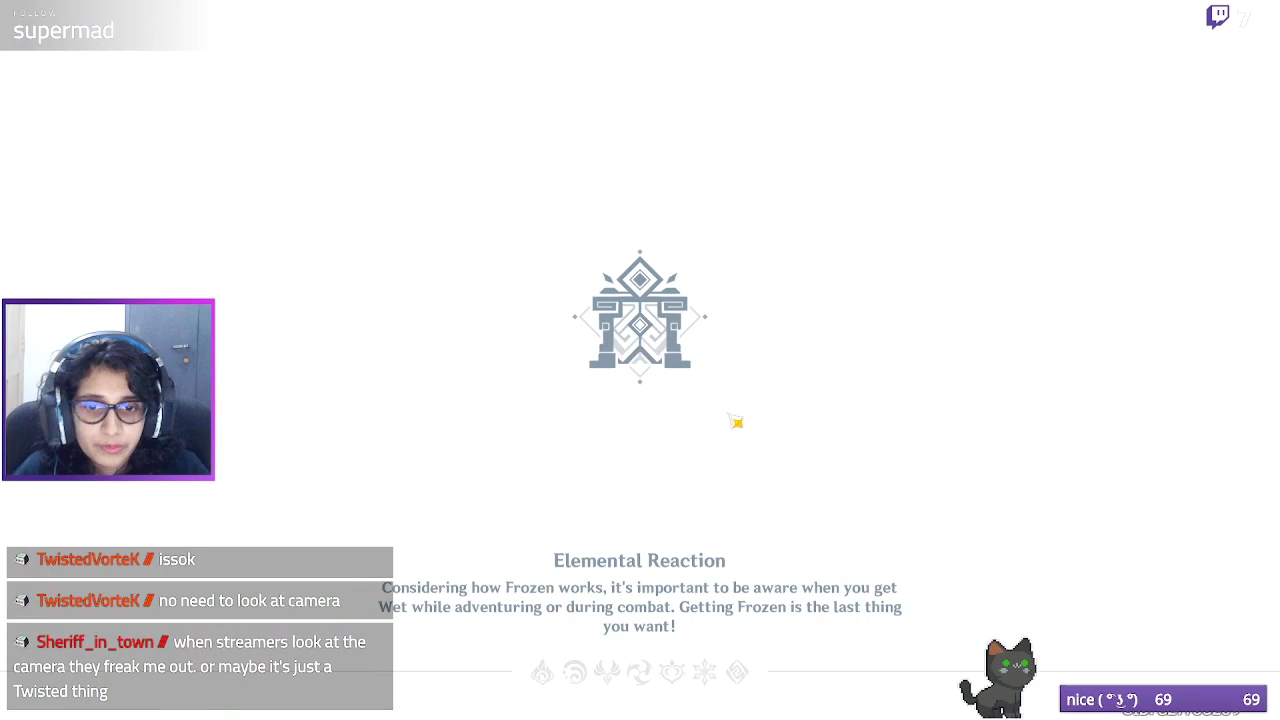 FOLLOW
supermad
7
TwistedVorteK // issok
TwistedVorteK // no need to look at camera
Sheriff_in_town // when streamers look at the
camera they freak me out. or maybe it's just a
Twisted thing
Elemental Reaction
Considering how Frozen works, it's important to be aware when you get
Wet while adventuring or during combat. Getting Frozen is the last thing
you want!
nice ( ͡° ͜ʖ ͡°) 69 69